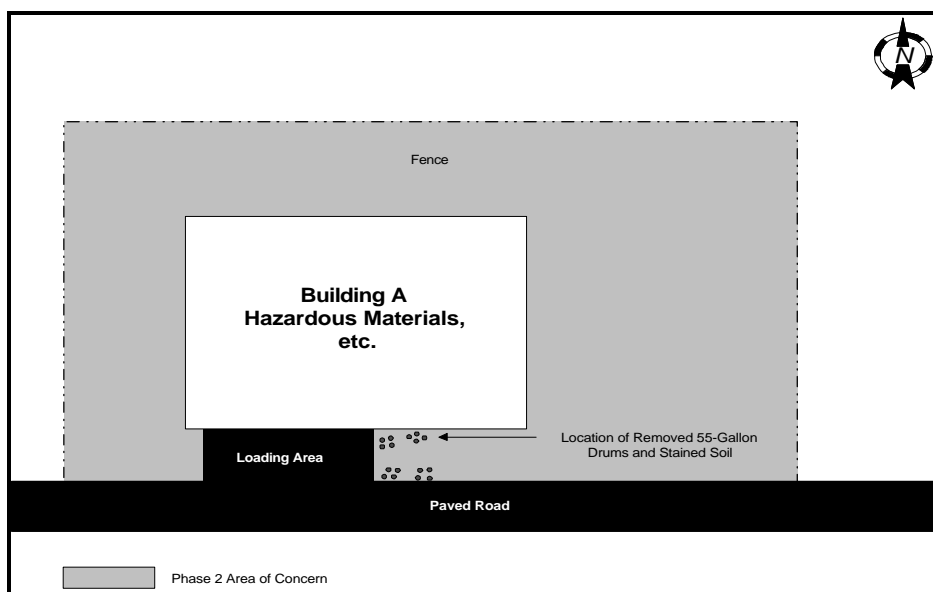 N
Fence
Building A
Hazardous Materials,
etc.
Location of Removed 55-Gallon
Drums and Stained Soil
Loading Area
Paved Road
Phase 2 Area of Concern